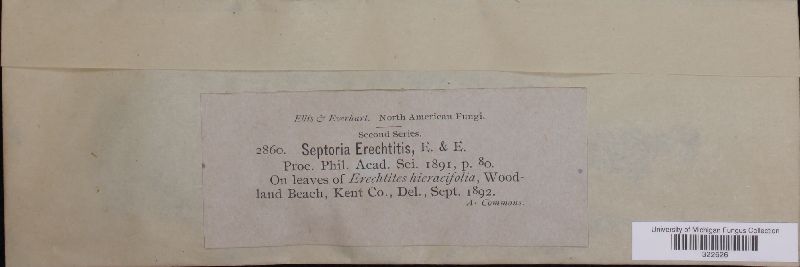 Ellis & Everhart. North American Fungi.
Second Series.
2860. Septoria Erechtitis, E. & E.
Proc. Phil. Acad. Sci. 1891, p. 80.
On leaves of Erechtites hieracifolia, Wood-
land Beach, Kent Co., Del., Sept. 1892.
A. Commons.
University of Michigan Fungus Collection
322626